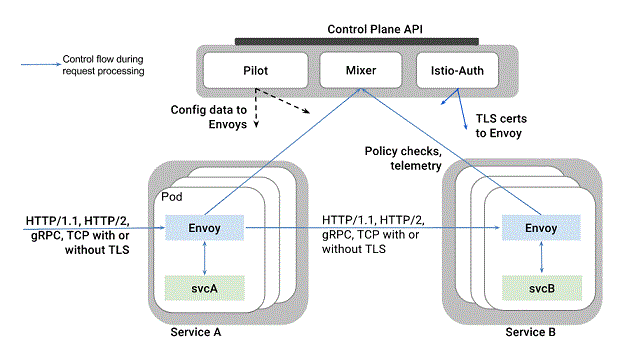 Control Plane API
Control flow during
request processing
Pilot
Mixer
Istio-Auth
Config data to
Envoys
TLS certs
to Envoy
Policy checks,
telemetry
Pod
HTTP/1.1, HTTP/2,
gRPC, TCP with or
without TLS
Envoy
HTTP/1.1, HTTP/2,
gRPC, TCP with or
without TLS
Envoy
svcA
svcB
Service A
Service B